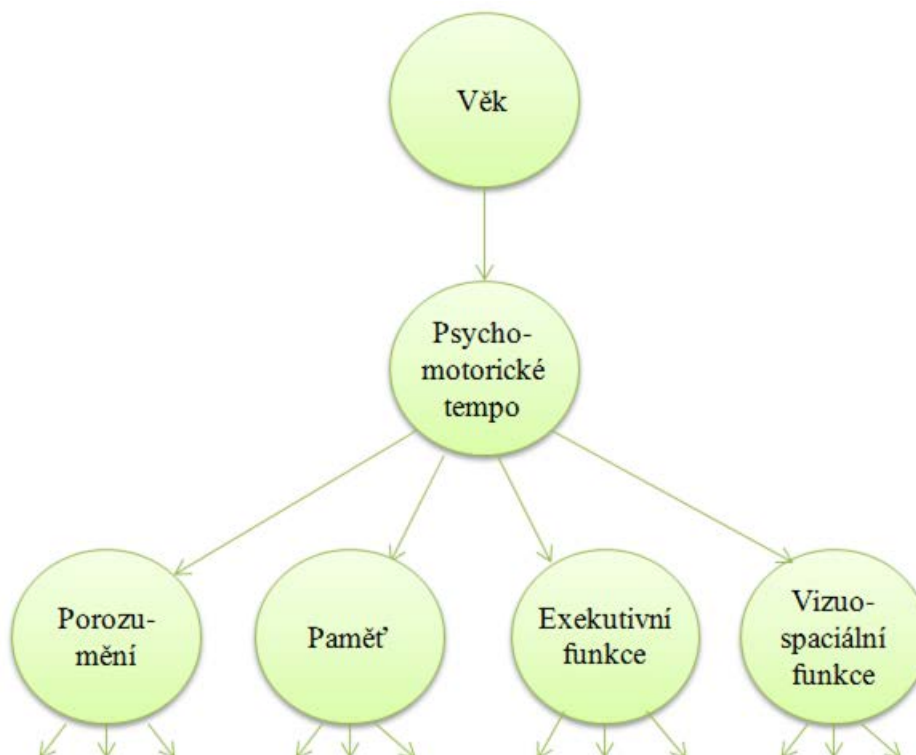 Věk
Psycho-
motorické
tempo
Porozu-
mění
Paměť
Exekutivní
funkce
Vizuo-
spaciální
funkce